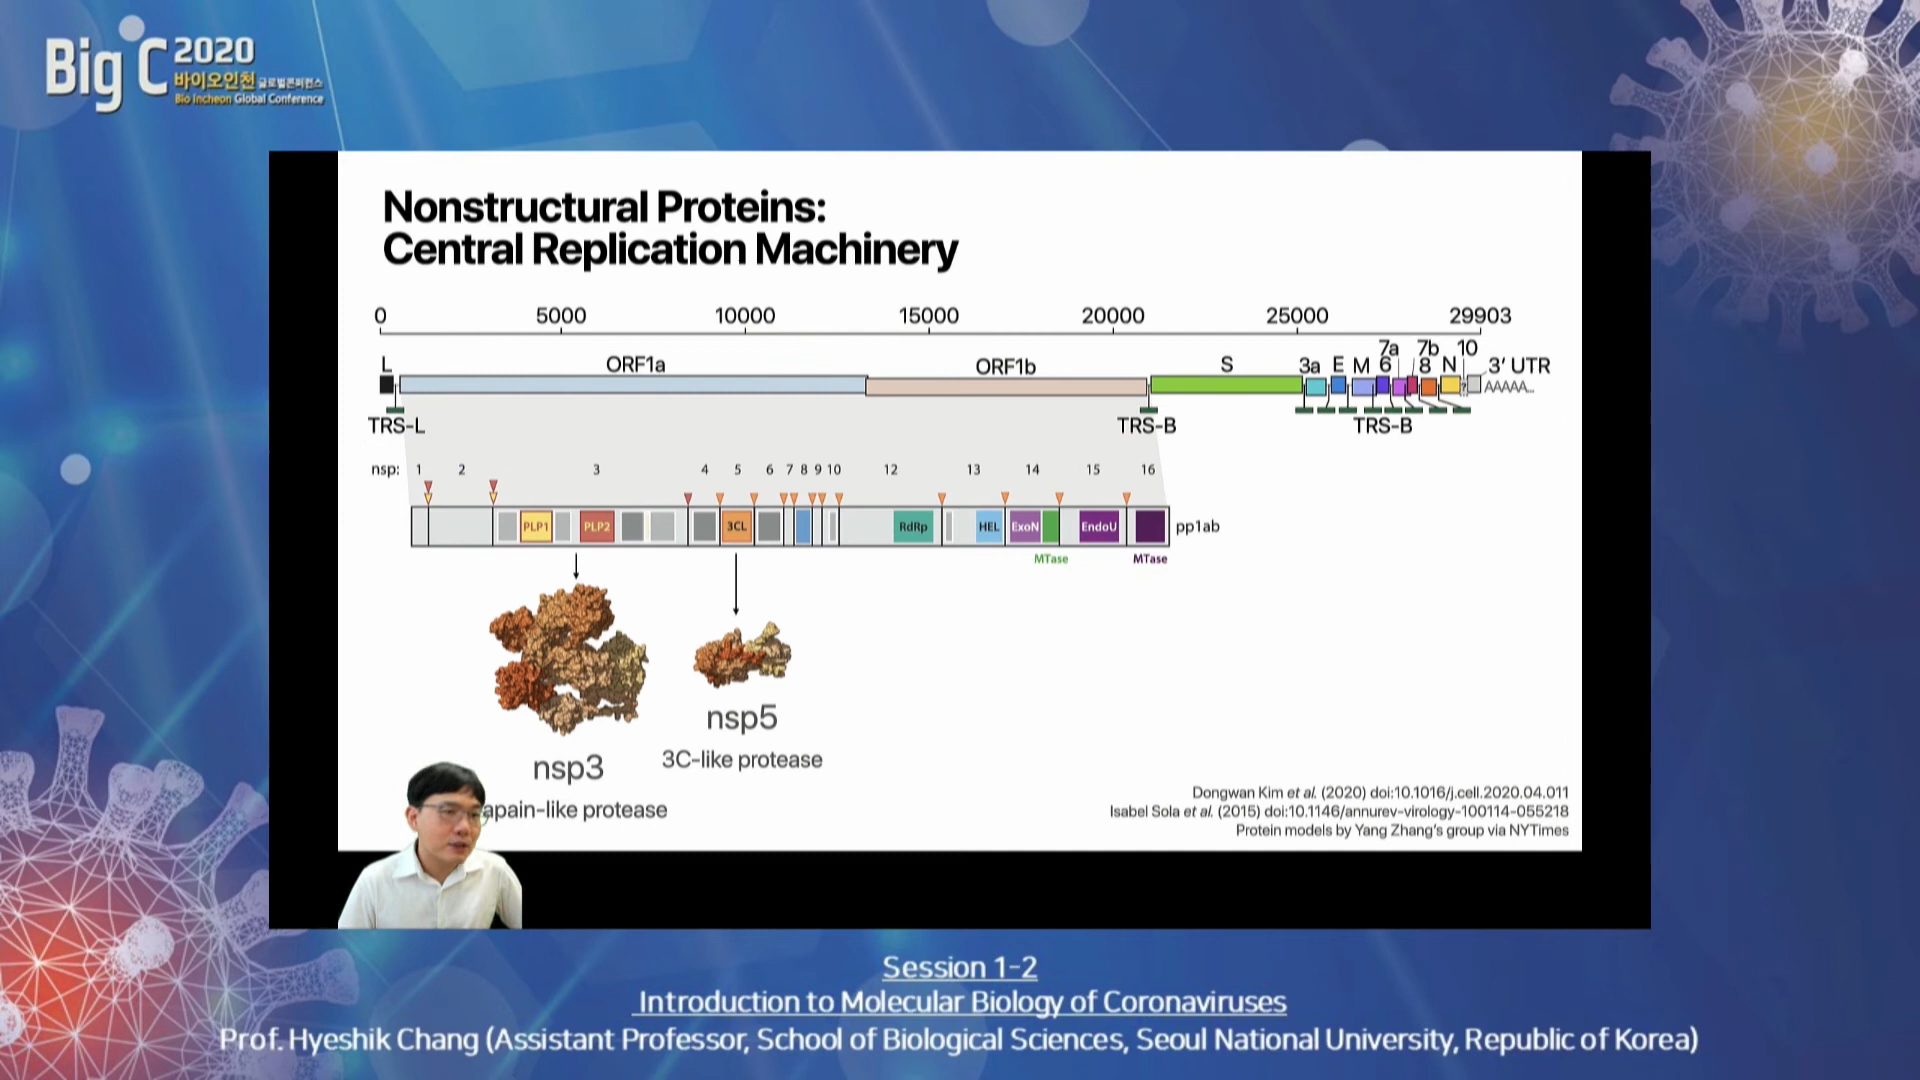 Big C 2020
바이오인천 글로벌콘퍼런스
Bio Incheon Global Conference
Nonstructural Proteins:
Central Replication Machinery
0 5000 10000 15000 20000 25000 29903
7a 7b 10
L ORF1a ORF1b S 3a E M 6 8 N 3′ UTR
? AAAAA...
TRS-L TRS-B TRS-B
nsp: 1 2 3 4 5 6 7 8 9 10 12 13 14 15 16
PLP1 PLP2 3CL RdRp HEL ExoN EndoU pp1ab
MTase MTase
nsp5
3C-like protease
nsp3
apain-like protease
Dongwan Kim et al. (2020) doi:10.1016/j.cell.2020.04.011
Isabel Sola et al. (2015) doi:10.1146/annurev-virology-100114-055218
Protein models by Yang Zhang's group via NYTimes
Session 1-2
Introduction to Molecular Biology of Coronaviruses
Prof. Hyeshik Chang (Assistant Professor, School of Biological Sciences, Seoul National University, Republic of Korea)